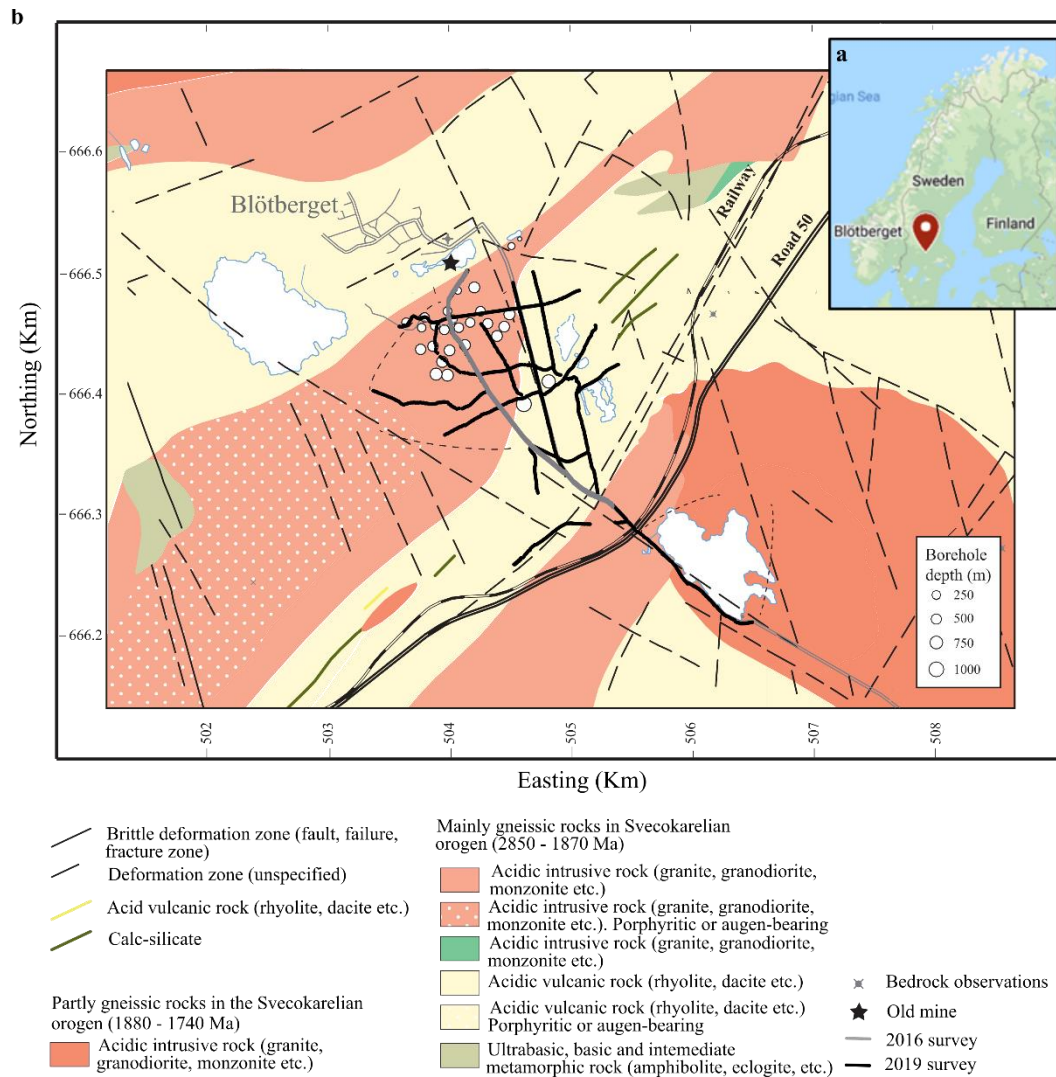 b
a
gian Sea
Sweden
Finland
Blötberget
Blötberget
Railway
Road 50
Northing (Km)
666.6
666.5
666.4
666.3
666.2
Borehole
depth (m)
250
500
750
1000
502
503
504
505
506
507
508
Easting (Km)
Brittle deformation zone (fault, failure,
fracture zone)
Deformation zone (unspecified)
Acid vulcanic rock (rhyolite, dacite etc.)
Calc-silicate
Partly gneissic rocks in the Svecokarelian
orogen (1880 - 1740 Ma)
Acidic intrusive rock (granite,
granodiorite, monzonite etc.)
Mainly gneissic rocks in Svecokarelian
orogen (2850 - 1870 Ma)
Acidic intrusive rock (granite, granodiorite,
monzonite etc.)
Acidic intrusive rock (granite, granodiorite,
monzonite etc.). Porphyritic or augen-bearing
Acidic intrusive rock (granite, granodiorite,
monzonite etc.)
Acidic vulcanic rock (rhyolite, dacite etc.)
Acidic vulcanic rock (rhyolite, dacite etc.)
Porphyritic or augen-bearing
Ultrabasic, basic and intemediate
metamorphic rock (amphibolite, eclogite, etc.)
Bedrock observations
Old mine
2016 survey
2019 survey